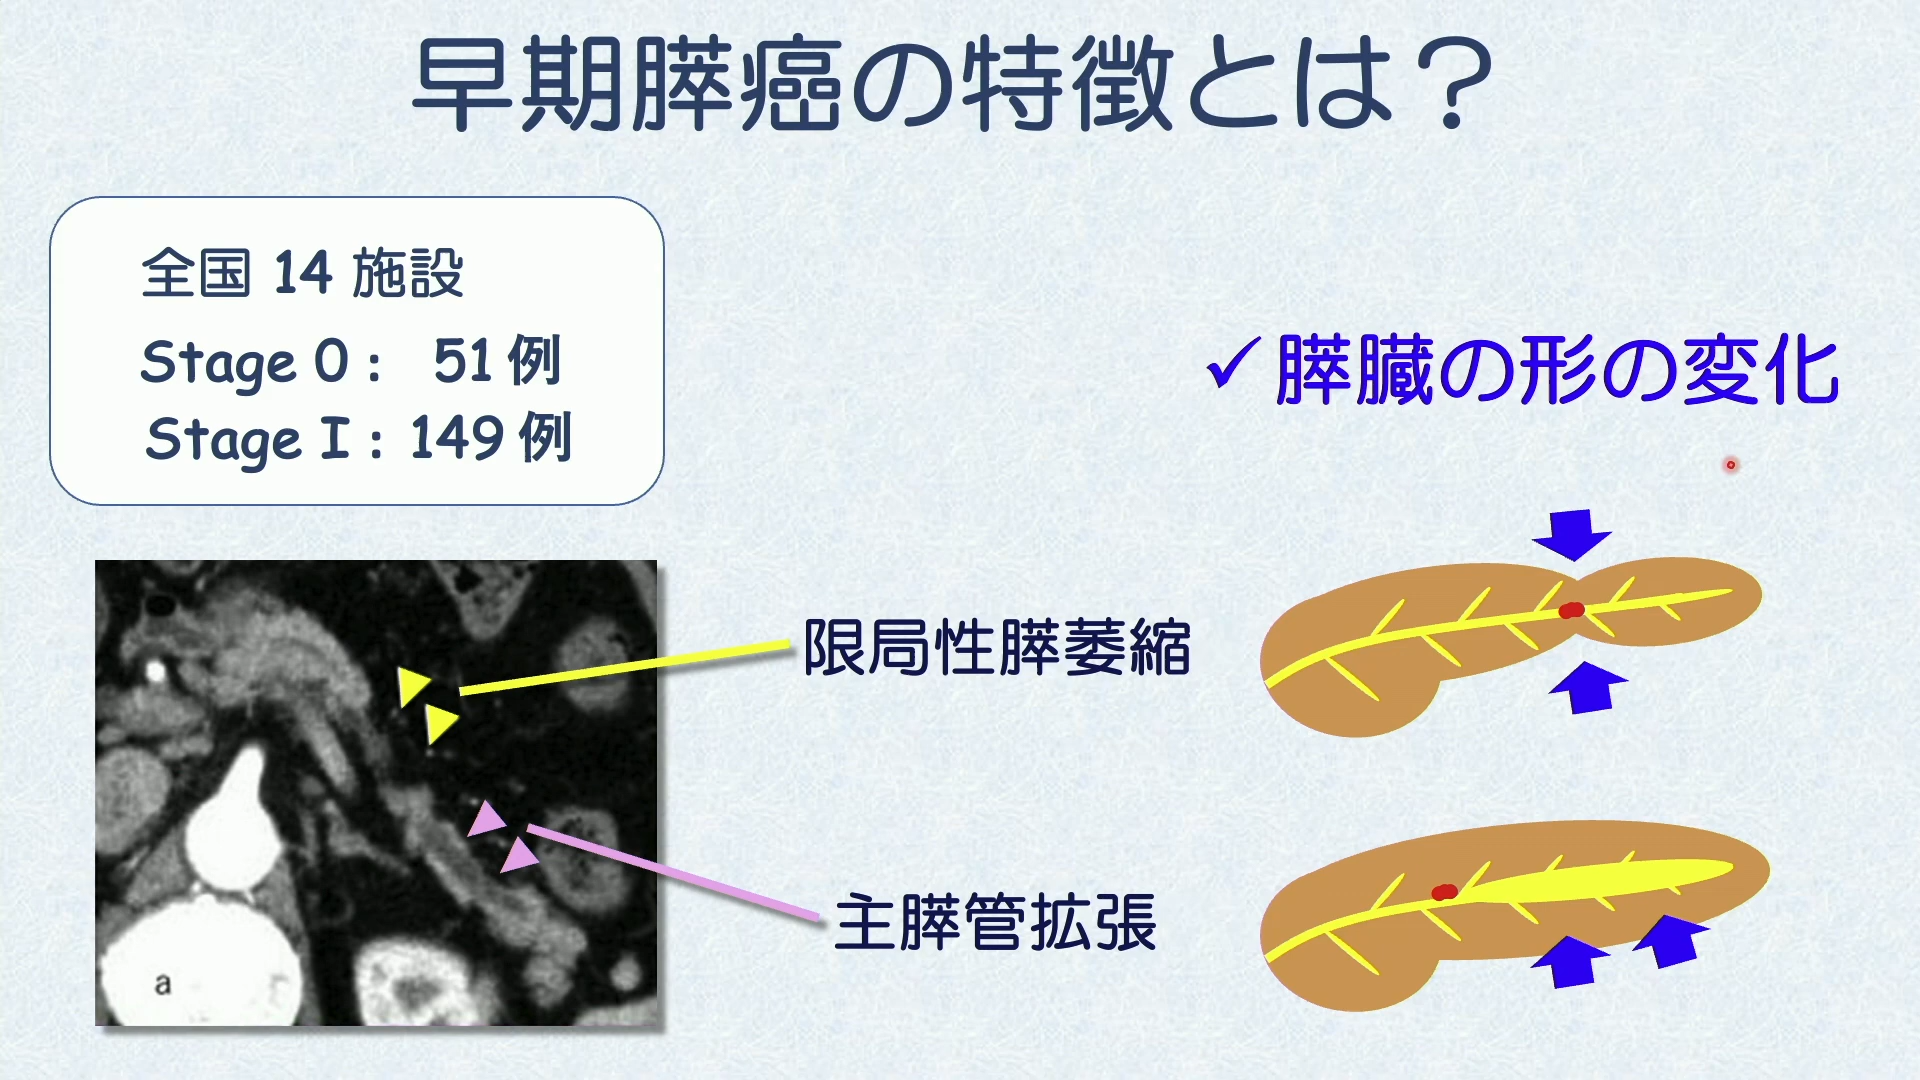 早期膵癌の特徴とは？
全国 14 施設
Stage 0 : 51 例
Stage I : 149 例
✓膵臓の形の変化
限局性膵萎縮
主膵管拡張
a